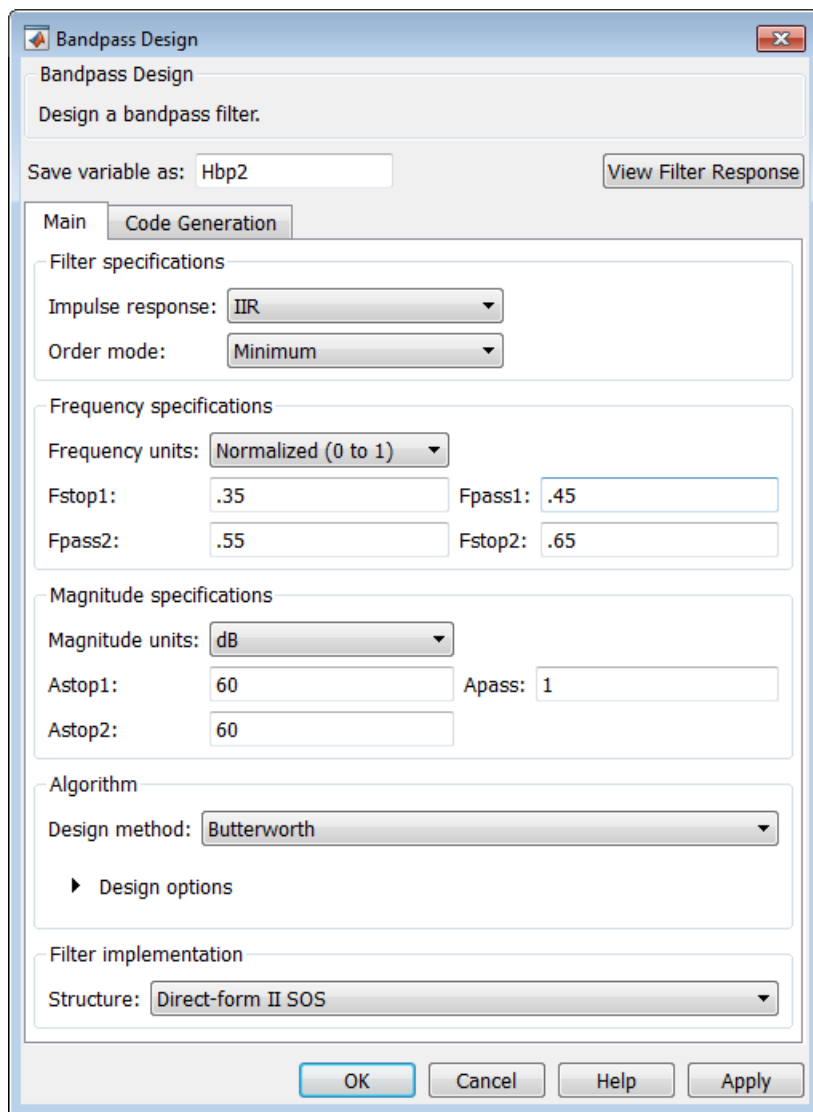 Bandpass Design
Bandpass Design
Design a bandpass filter.
Save variable as: Hbp2 View Filter Response
Main Code Generation
Filter specifications
Impulse response: IIR
Order mode: Minimum
Frequency specifications
Frequency units: Normalized (0 to 1)
Fstop1: .35 Fpass1: .45
Fpass2: .55 Fstop2: .65
Magnitude specifications
Magnitude units: dB
Astop1: 60 Apass: 1
Astop2: 60
Algorithm
Design method: Butterworth
Design options
Filter implementation
Structure: Direct-form II SOS
OK Cancel Help Apply